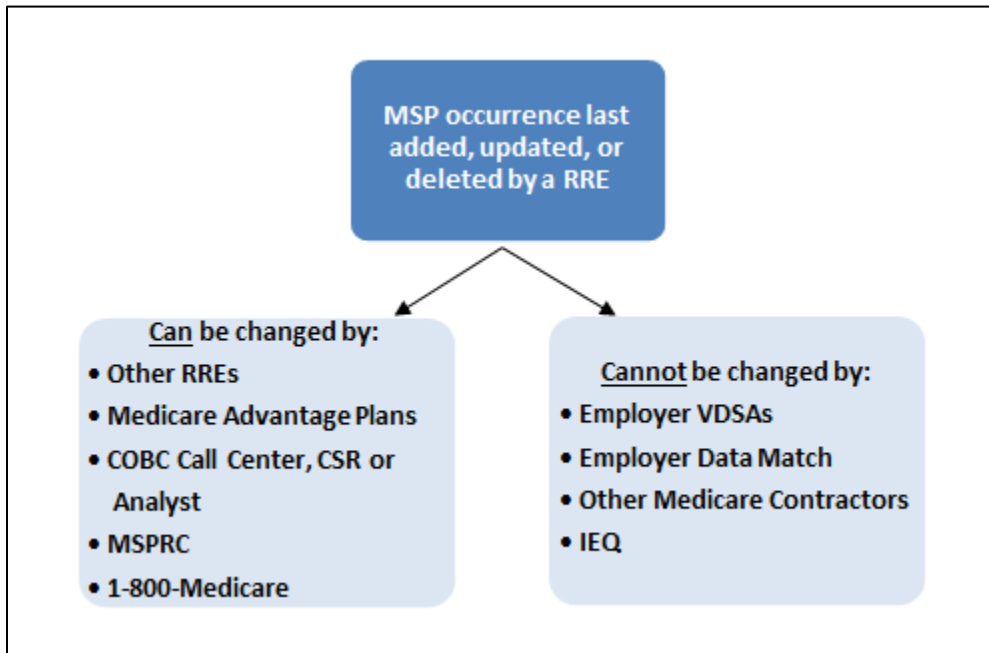 MSP occurrence last
added, updated, or
deleted by a RRE
Can be changed by:
• Other RREs
• Medicare Advantage Plans
• COBC Call Center, CSR or
Analyst
• MSPRC
• 1-800-Medicare
Cannot be changed by:
• Employer VDSAs
• Employer Data Match
• Other Medicare Contractors
• IEQ